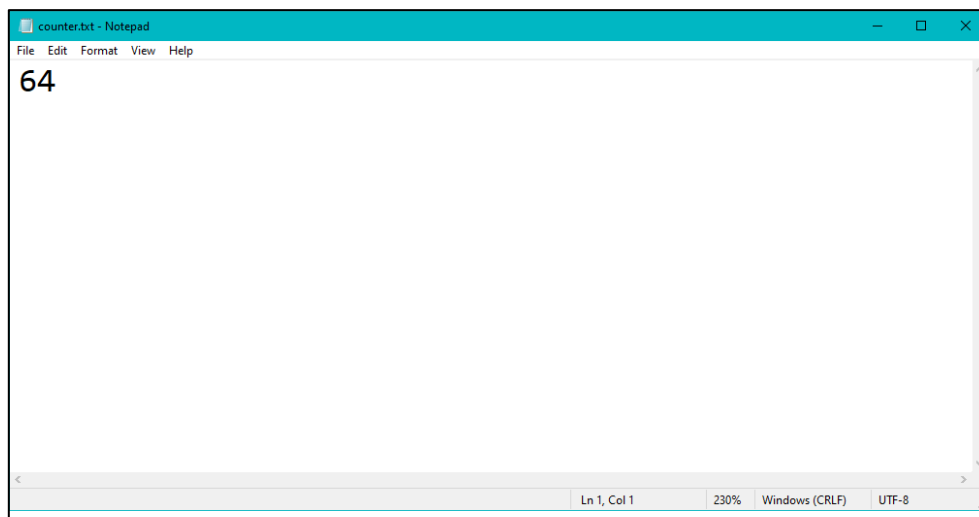 counter.txt - Notepad
File Edit Format View Help
64
Ln 1, Col 1 230% Windows (CRLF) UTF-8